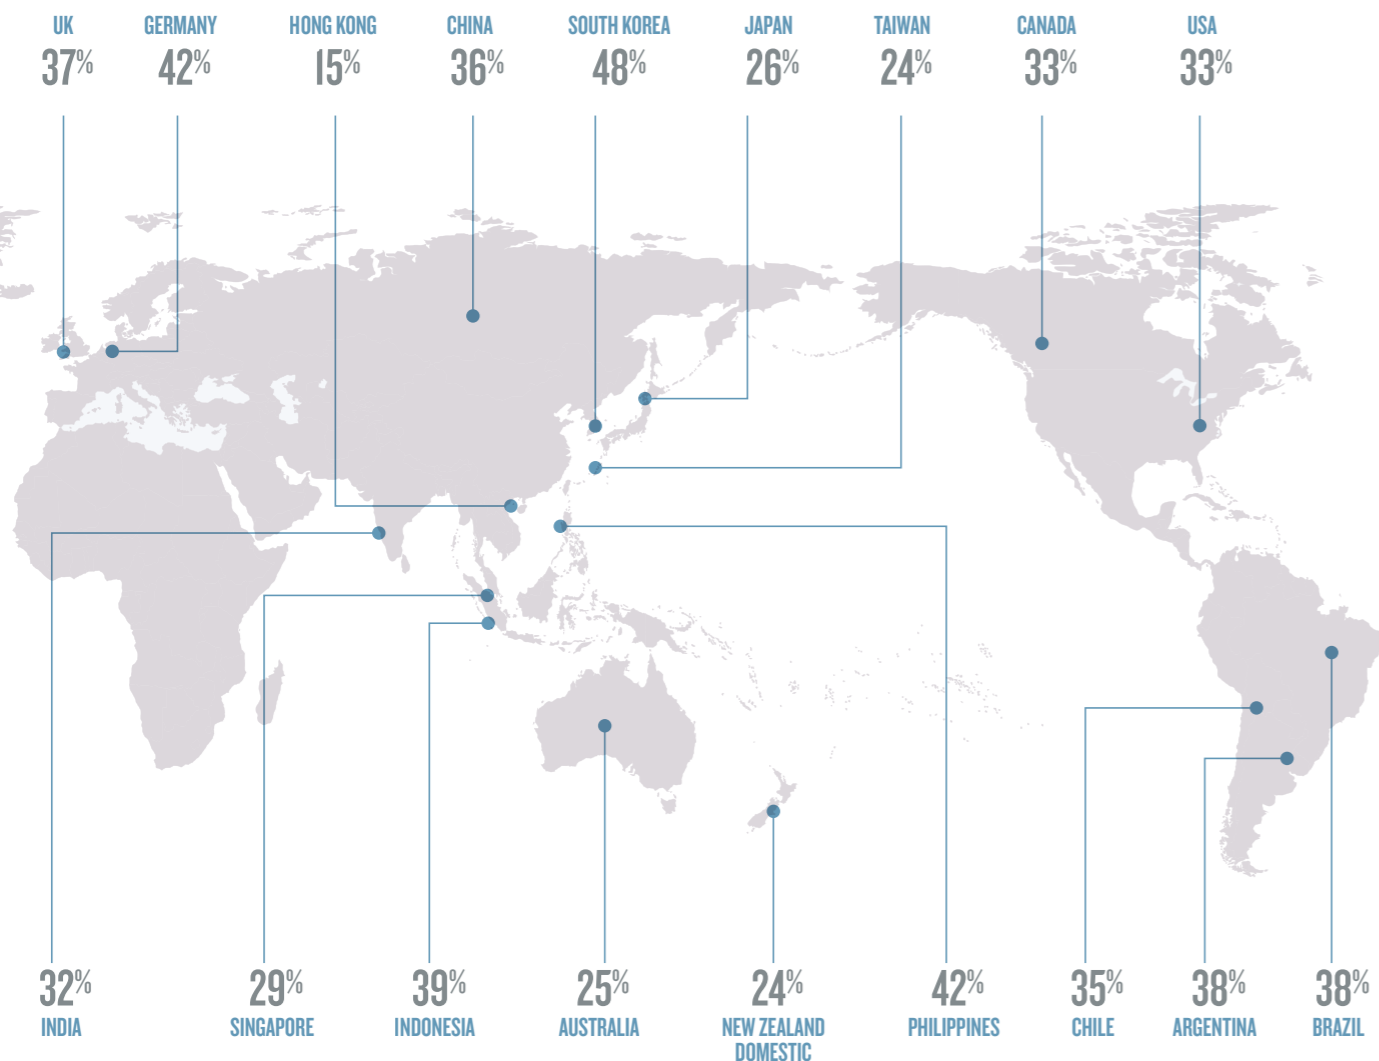 UK GERMANY HONG KONG CHINA SOUTH KOREA JAPAN TAIWAN CANADA USA
37% 42% 15% 36% 48% 26% 24% 33% 33%
32% 29% 39% 25% 24% 42% 35% 38% 38%
INDIA SINGAPORE INDONESIA AUSTRALIA NEW ZEALAND PHILIPPINES CHILE ARGENTINA BRAZIL
DOMESTIC